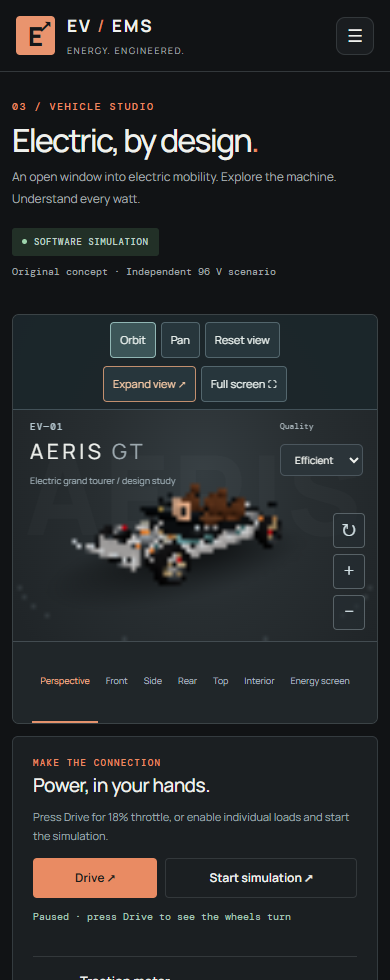 E↗
EV / EMS
ENERGY. ENGINEERED.
☰
03 / VEHICLE STUDIO
Electric, by design.
An open window into electric mobility. Explore the machine.
Understand every watt.
SOFTWARE SIMULATION
Original concept · Independent 96 V scenario
Orbit
Pan
Reset view
Expand view ↗
Full screen ⛶
EV—01
Quality
AERIS GT
Efficient
Electric grand tourer / design study
AERIS
↻
+
−
Perspective
Front
Side
Rear
Top
Interior
Energy screen
MAKE THE CONNECTION
Power, in your hands.
Press Drive for 18% throttle, or enable individual loads and start
the simulation.
Drive ↗
Start simulation ↗
Paused · press Drive to see the wheels turn
Traction motor